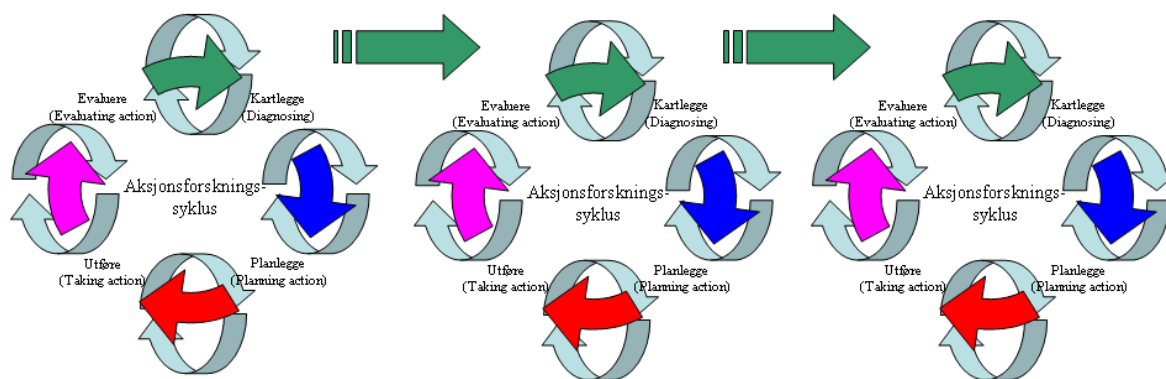 Evaluere
(Evaluating action)
Kartlegge
(Diagnosing)
Aksjonsforsknings-
syklus
Utføre
(Taking action)
Planlegge
(Planning action)
Evaluere
(Evaluating action)
Kartlegge
(Diagnosing)
Aksjonsforsknings-
syklus
Utføre
(Taking action)
Planlegge
(Planning action)
Evaluere
(Evaluating action)
Kartlegge
(Diagnosing)
Aksjonsforsknings-
syklus
Utføre
(Taking action)
Planlegge
(Planning action)